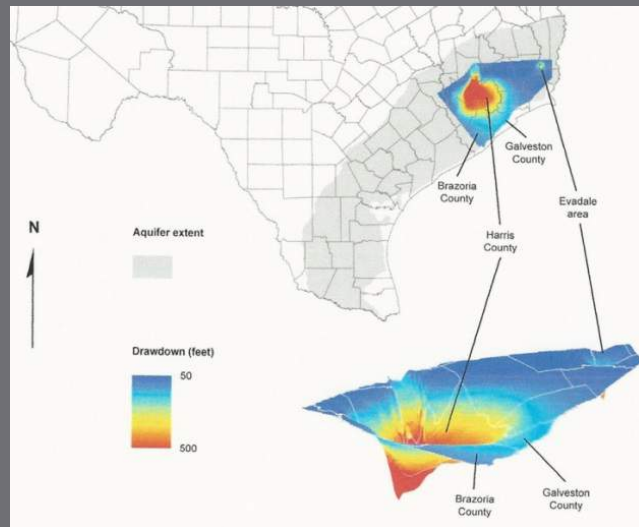 Galveston
County
Brazoria
County
Evadale
area
N
Aquifer extent
Harris
County
Drawdown (feet)
50
500
Brazoria
County
Galveston
County